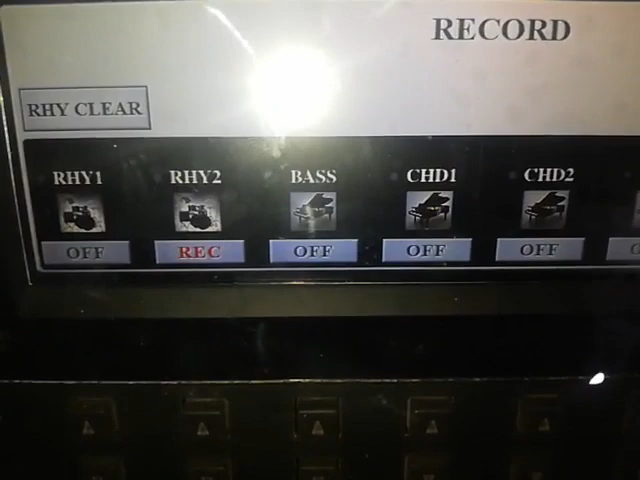 RECORD
RHY CLEAR
RHY1 RHY2 BASS CHD1 CHD2
OFF REC OFF OFF OFF